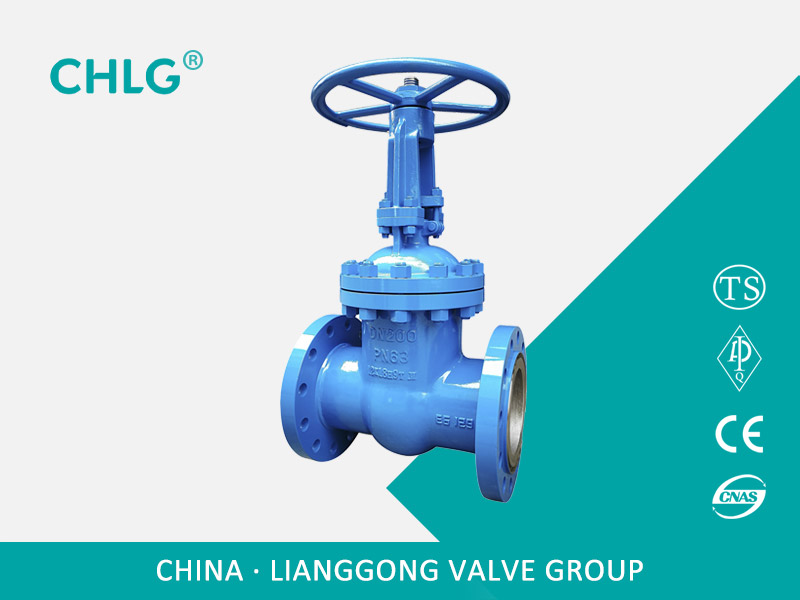 CHLG®
DN200
PN63
TS
Q
CE
CNAS
CHINA · LIANGGONG VALVE GROUP